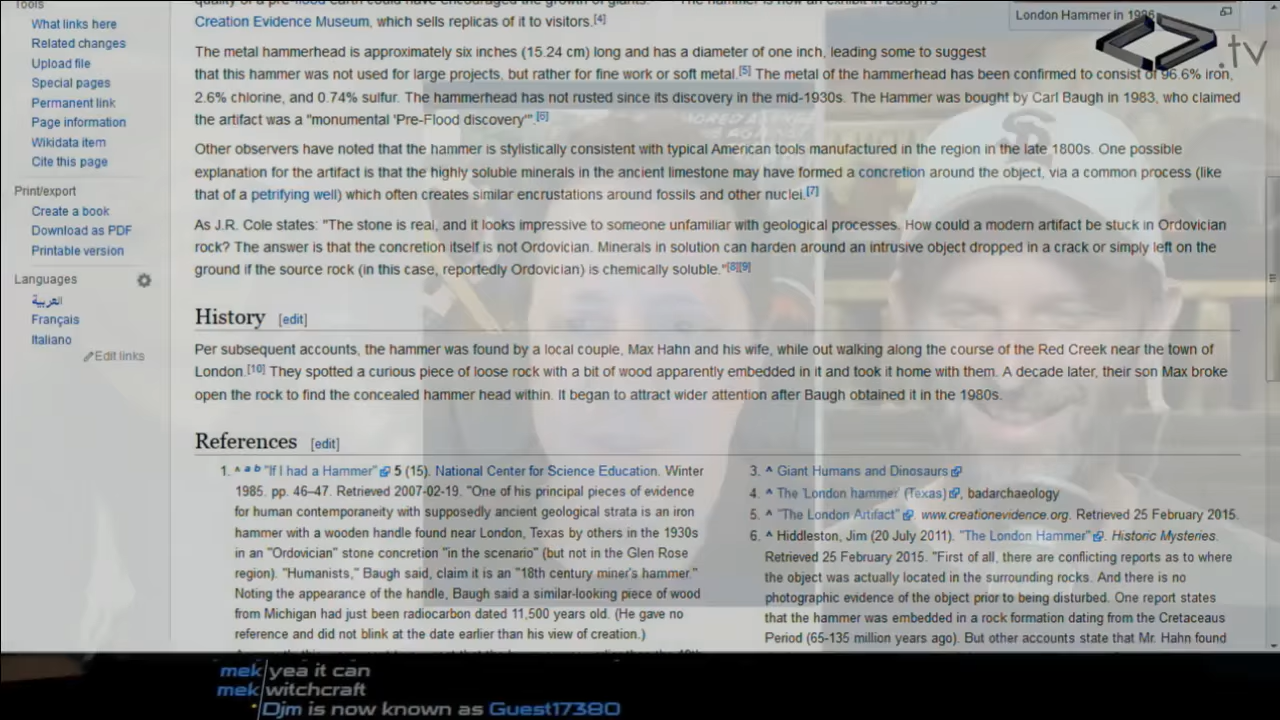 Tools
What links here
Related changes
Upload file
Special pages
Permanent link
Page information
Wikidata item
Cite this page
Print/export
Create a book
Download as PDF
Printable version
Languages
العربية
Français
Italiano
Edit links
Creation Evidence Museum, which sells replicas of it to visitors.[4]
London Hammer in 1986
.tv
The metal hammerhead is approximately six inches (15.24 cm) long and has a diameter of one inch, leading some to suggest
that this hammer was not used for large projects, but rather for fine work or soft metal.[5] The metal of the hammerhead has been confirmed to consist of 96.6% iron,
2.6% chlorine, and 0.74% sulfur. The hammerhead has not rusted since its discovery in the mid-1930s. The Hammer was bought by Carl Baugh in 1983, who claimed
the artifact was a "monumental 'Pre-Flood discovery'".[6]
Other observers have noted that the hammer is stylistically consistent with typical American tools manufactured in the region in the late 1800s. One possible
explanation for the artifact is that the highly soluble minerals in the ancient limestone may have formed a concretion around the object, via a common process (like
that of a petrifying well) which often creates similar encrustations around fossils and other nuclei.[7]
As J.R. Cole states: "The stone is real, and it looks impressive to someone unfamiliar with geological processes. How could a modern artifact be stuck in Ordovician
rock? The answer is that the concretion itself is not Ordovician. Minerals in solution can harden around an intrusive object dropped in a crack or simply left on the
ground if the source rock (in this case, reportedly Ordovician) is chemically soluble."[8][9]
History [edit]
Per subsequent accounts, the hammer was found by a local couple, Max Hahn and his wife, while out walking along the course of the Red Creek near the town of
London.[10] They spotted a curious piece of loose rock with a bit of wood apparently embedded in it and took it home with them. A decade later, their son Max broke
open the rock to find the concealed hammer head within. It began to attract wider attention after Baugh obtained it in the 1980s.
References [edit]
1. ^ a b "If I had a Hammer" 5 (15). National Center for Science Education. Winter
1985. pp. 46–47. Retrieved 2007-02-19. "One of his principal pieces of evidence
for human contemporaneity with supposedly ancient geological strata is an iron
hammer with a wooden handle found near London, Texas by others in the 1930s
in an "Ordovician" stone concretion "in the scenario" (but not in the Glen Rose
region). "Humanists," Baugh said, claim it is an "18th century miner's hammer."
Noting the appearance of the handle, Baugh said a similar-looking piece of wood
from Michigan had just been radiocarbon dated 11,500 years old. (He gave no
reference and did not blink at the date earlier than his view of creation.)
3. ^ Giant Humans and Dinosaurs
4. ^ The 'London hammer' (Texas), badarchaeology
5. ^ "The London Artifact". www.creationevidence.org. Retrieved 25 February 2015.
6. ^ Hiddleston, Jim (20 July 2011). "The London Hammer". Historic Mysteries.
Retrieved 25 February 2015. "First of all, there are conflicting reports as to where
the object was actually located in the surrounding rocks. And there is no
photographic evidence of the object prior to being disturbed. One report states
that the hammer was embedded in a rock formation dating from the Cretaceous
Period (65-135 million years ago). But other accounts state that Mr. Hahn found
mek yea it can
mek witchcraft
* Djm is now known as Guest17380